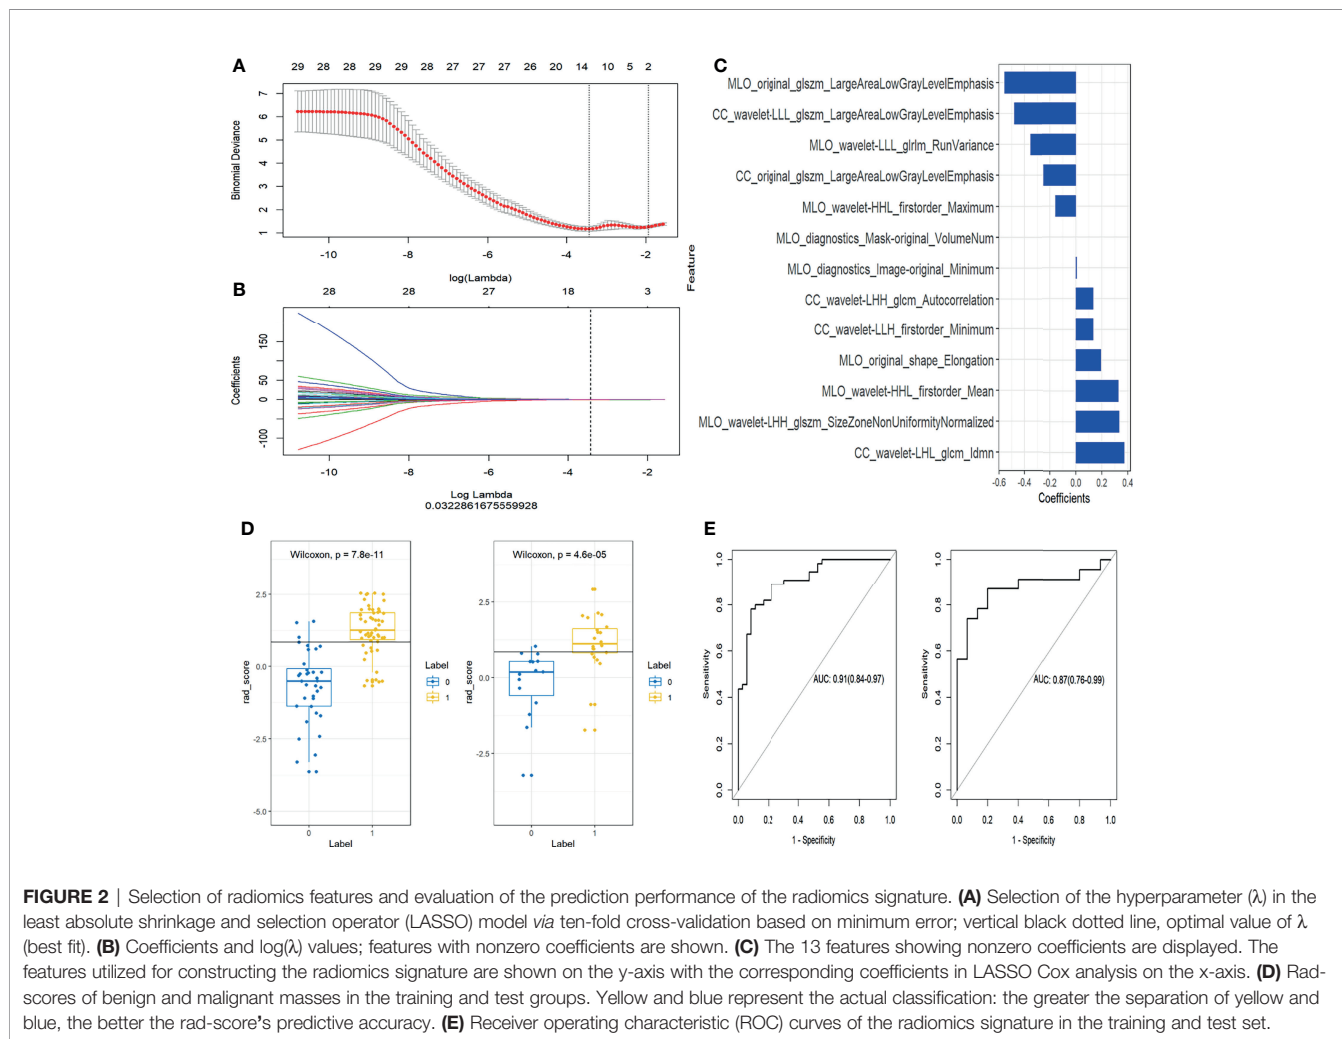 A
29 28 28 29 29 28 27 27 27 26 20 14 10 5 2
Binomial Deviance
7
6
5
4
3
2
1
-10 -8 -6 -4 -2
log(Lambda)
B
28 28 27 18 3
Coefficients
150
50
0
-100
-10 -8 -6 -4 -2
Log Lambda
0.0322861675559928
C
Feature
MLO_original_glszm_LargeAreaLowGrayLevelEmphasis
CC_wavelet-LLL_glszm_LargeAreaLowGrayLevelEmphasis
MLO_wavelet-LLL_glrlm_RunVariance
CC_original_glszm_LargeAreaLowGrayLevelEmphasis
MLO_wavelet-HHL_firstorder_Maximum
MLO_diagnostics_Mask-original_VolumeNum
MLO_diagnostics_Image-original_Minimum
CC_wavelet-LHH_glcm_Autocorrelation
CC_wavelet-LLH_firstorder_Minimum
MLO_original_shape_Elongation
MLO_wavelet-HHL_firstorder_Mean
MLO_wavelet-LHH_glszm_SizeZoneNonUniformityNormalized
CC_wavelet-LHL_glcm_Idmn
-0.6 -0.4 -0.2 0.0 0.2 0.4
Coefficients
D
Wilcoxon, p = 7.8e-11
rad_score
2.5
0.0
-2.5
-5.0
0 1
Label
Label
0
1
Wilcoxon, p = 4.6e-05
rad_score
2.5
0.0
-2.5
0 1
Label
Label
0
1
E
Sensitivity
1.0
0.8
0.6
0.4
0.2
0.0
AUC: 0.91(0.84-0.97)
0.0 0.2 0.4 0.6 0.8 1.0
1 - Specificity
Sensitivity
1.0
0.8
0.6
0.4
0.2
0.0
AUC: 0.87(0.76-0.99)
0.0 0.2 0.4 0.6 0.8 1.0
1 - Specificity
FIGURE 2 | Selection of radiomics features and evaluation of the prediction performance of the radiomics signature. (A) Selection of the hyperparameter (λ) in the
least absolute shrinkage and selection operator (LASSO) model via ten-fold cross-validation based on minimum error; vertical black dotted line, optimal value of λ
(best fit). (B) Coefficients and log(λ) values; features with nonzero coefficients are shown. (C) The 13 features showing nonzero coefficients are displayed. The
features utilized for constructing the radiomics signature are shown on the y-axis with the corresponding coefficients in LASSO Cox analysis on the x-axis. (D) Rad-
scores of benign and malignant masses in the training and test groups. Yellow and blue represent the actual classification: the greater the separation of yellow and
blue, the better the rad-score's predictive accuracy. (E) Receiver operating characteristic (ROC) curves of the radiomics signature in the training and test set.